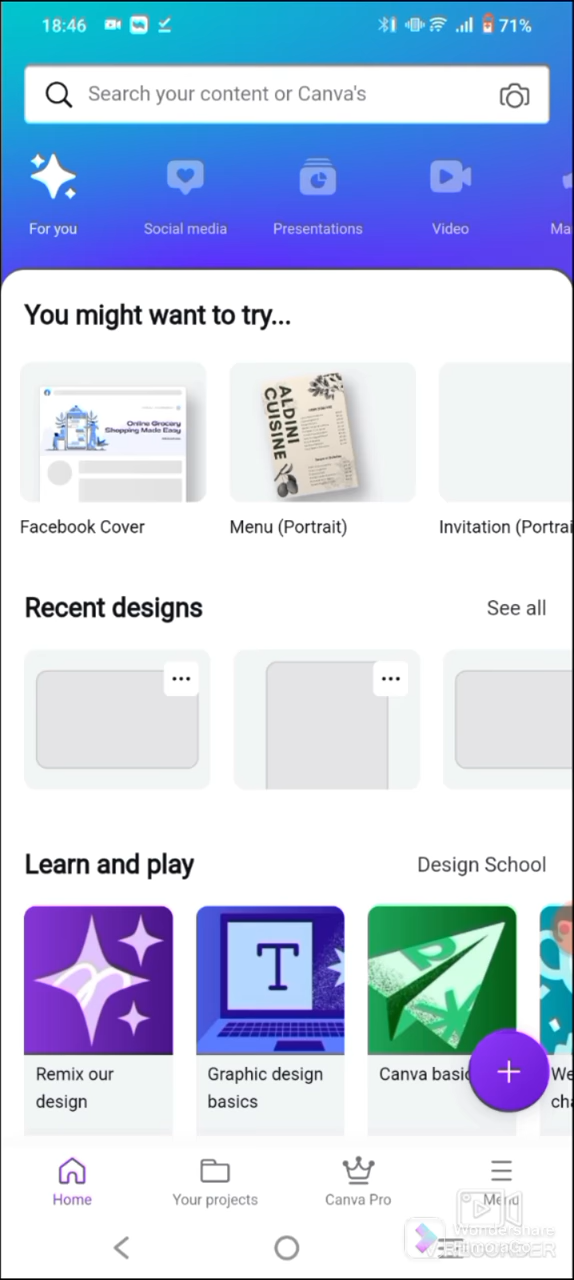 18:46
71%
Search your content or Canva's
For you
Social media
Presentations
Video
Ma
You might want to try...
Online Grocery
Shopping Made Easy
ALDINI
CUISINE
Facebook Cover
Menu (Portrait)
Invitation (Portrai
Recent designs
See all
Learn and play
Design School
T
Remix our
design
Graphic design
basics
Canva basic
We
cha
Home
Your projects
Canva Pro
Menu
Wondershare